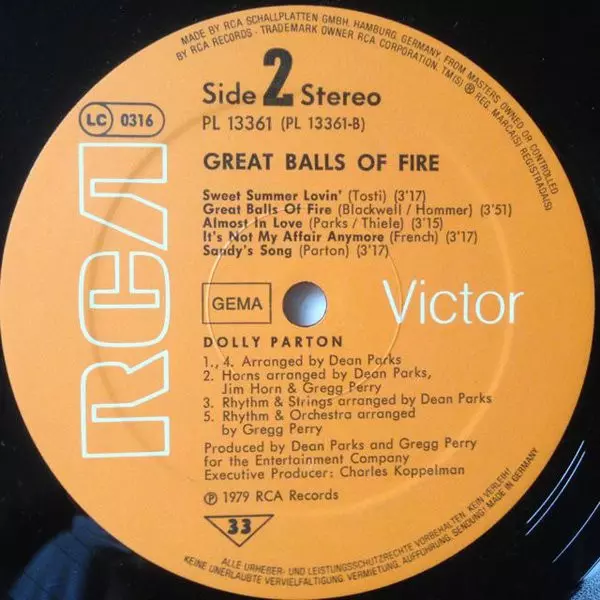 MADE BY RCA SCHALLPLATTEN GMBH, HAMBURG, GERMANY, FROM MASTERS OWNED OR CONTROLLED
BY RCA RECORDS · TRADEMARK OWNER RCA CORPORATION, TM(S) ® REG. MARCA(S) REGISTRADA(S)
Side 2 Stereo
PL 13361 (PL 13361-B)
LC 0316
GREAT BALLS OF FIRE
Sweet Summer Lovin' (Tosti) (3'17)
Great Balls Of Fire (Blackwell / Hammer) (3'51)
Almost In Love (Parks / Thiele) (3'15)
It's Not My Affair Anymore (French) (3'17)
Sandy's Song (Parton) (3'17)
RCA
GEMA
Victor
DOLLY PARTON
1., 4. Arranged by Dean Parks
2. Horns arranged by Dean Parks,
Jim Horn & Gregg Perry
3. Rhythm & Strings arranged by Dean Parks
5. Rhythm & Orchestra arranged
by Gregg Perry
Produced by Dean Parks and Gregg Perry
for the Entertainment Company
Executive Producer: Charles Koppelman
℗ 1979 RCA Records
33
ALLE URHEBER- UND LEISTUNGSSCHUTZRECHTE VORBEHALTEN. KEIN VERLEIH!
KEINE UNERLAUBTE VERVIELFÄLTIGUNG, VERMIETUNG, AUFFÜHRUNG, SENDUNG! MADE IN GERMANY